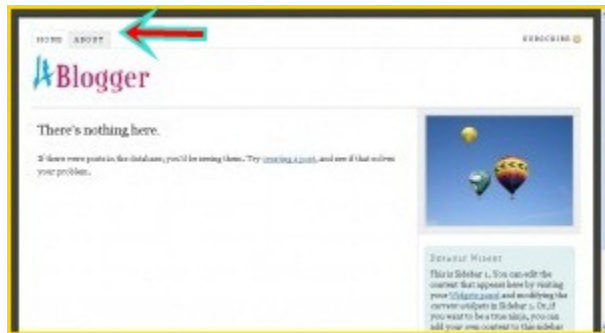 HOME ABOUT
SUBSCRIBE
Blogger
There's nothing here.
If there were posts in the database, you'd be seeing them. Try creating a post, and see if that solves
your problem.
DEFAULT WIDGET
This is Sidebar 1. You can edit the
content that appears here by visiting
your Widgets panel and modifying the
current widgets in Sidebar 1. Or, if
you want to be a true ninja, you can
add your own content to this sidebar